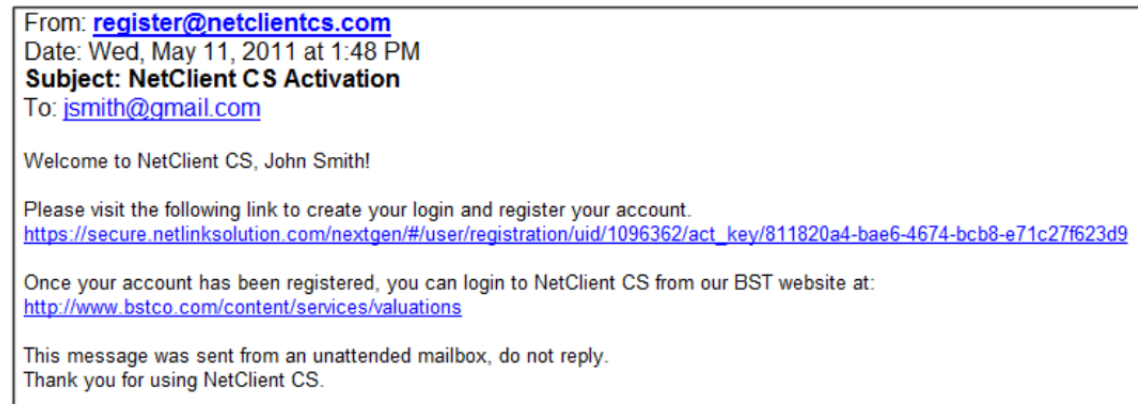 From: register@netclientcs.com
Date: Wed, May 11, 2011 at 1:48 PM
Subject: NetClient CS Activation
To: jsmith@gmail.com
Welcome to NetClient CS, John Smith!
Please visit the following link to create your login and register your account.
https://secure.netlinksolution.com/nextgen/#/user/registration/uid/1096362/act_key/811820a4-bae6-4674-bcb8-e71c27f623d9
Once your account has been registered, you can login to NetClient CS from our BST website at:
http://www.bstco.com/content/services/valuations
This message was sent from an unattended mailbox, do not reply.
Thank you for using NetClient CS.